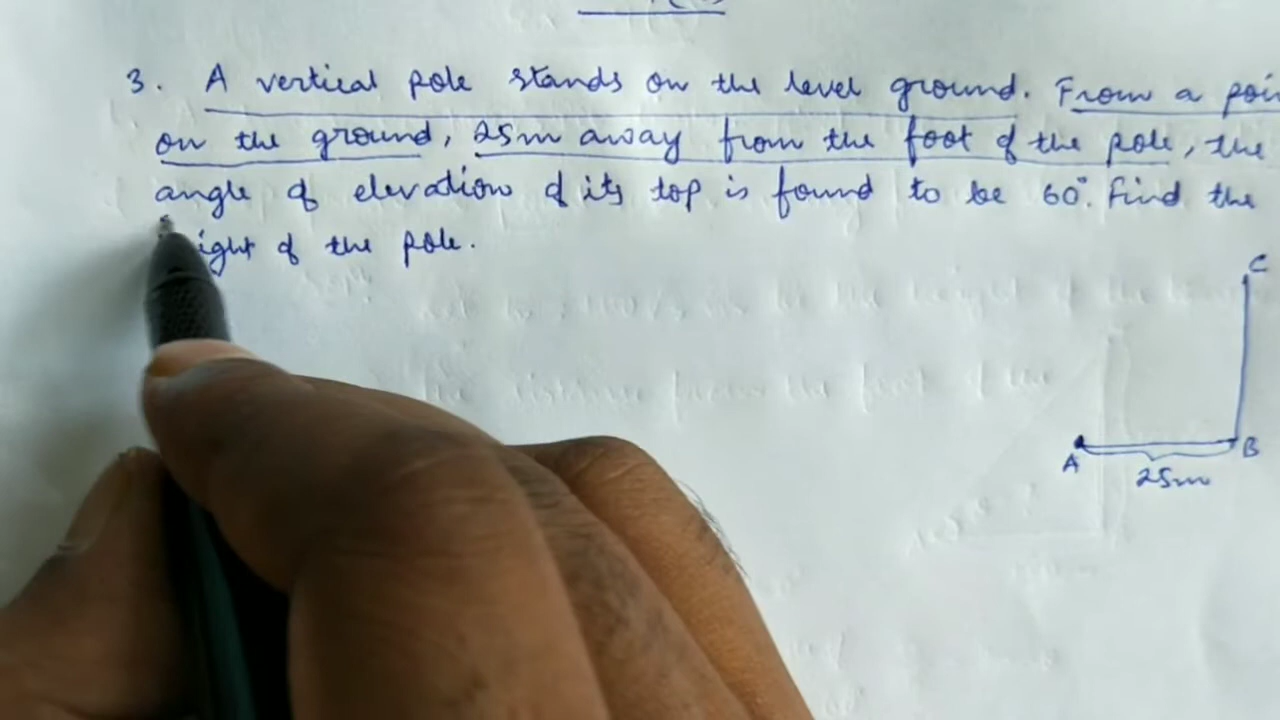 3. A vertical pole stands on the level ground. From a poin
on the ground, 25m away from the foot of the pole, the
angle of elevation of its top is found to be 60°. Find the
ight of the pole.
C
A
B
25m